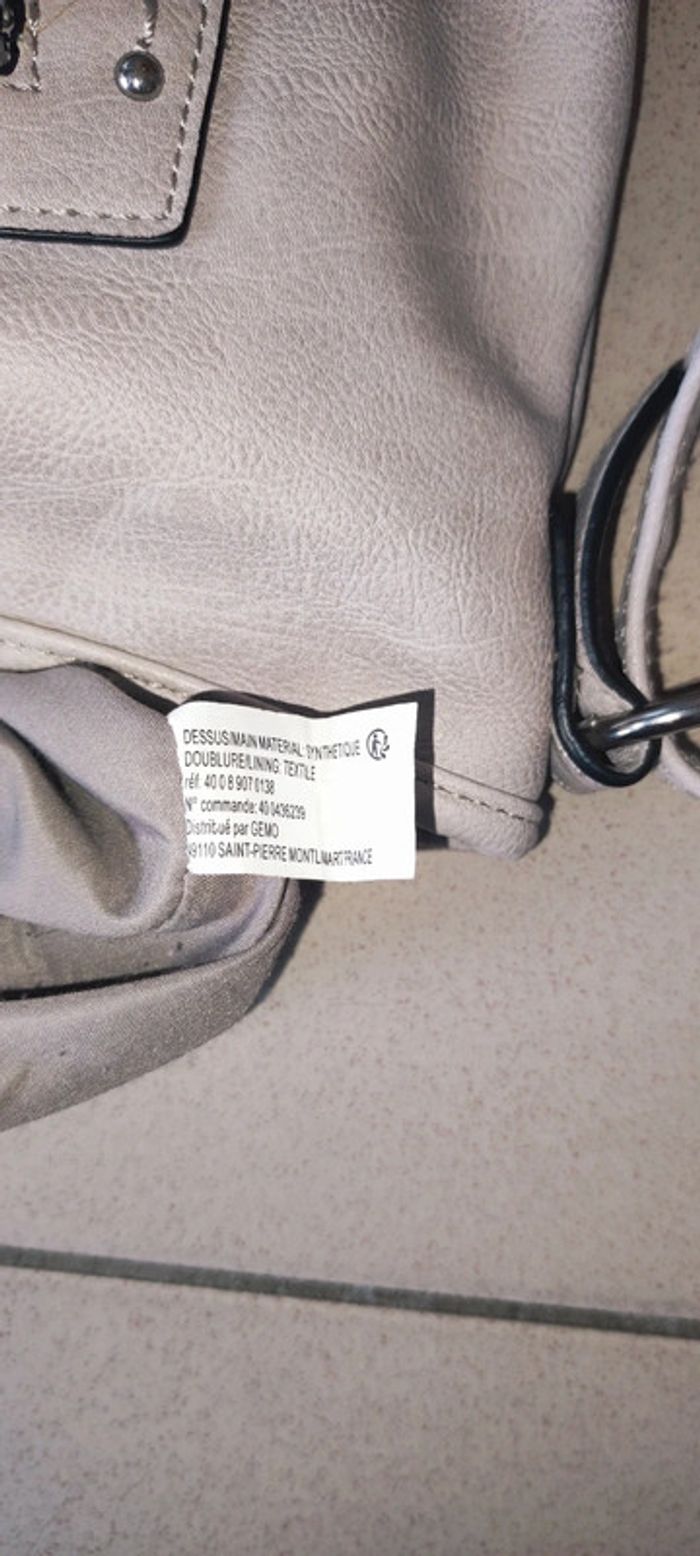 DESSUS/MAIN MATERIAL: SYNTHETIQUE
DOUBLURE/LINING: TEXTILE
réf: 40 0 8 907 0138
N° commande: 40 0436239
Distribué par GEMO
49110 SAINT-PIERRE MONTLIMART FRANCE